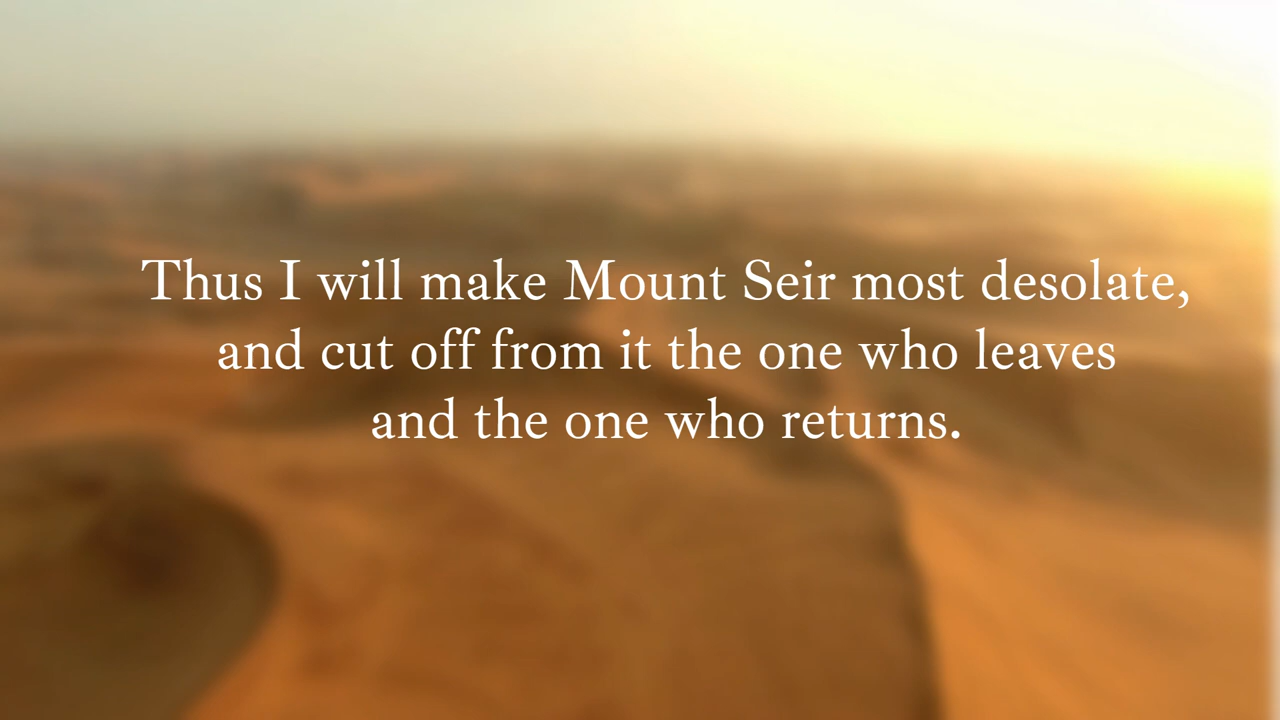 Thus I will make Mount Seir most desolate,
and cut off from it the one who leaves
and the one who returns.